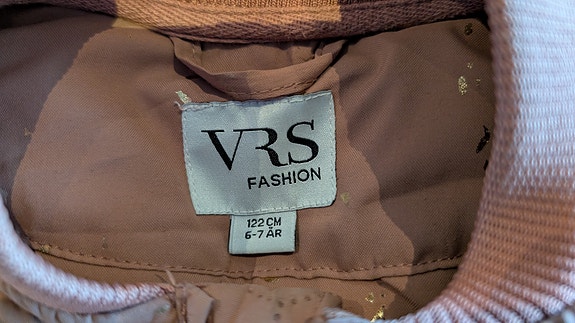 VRS
FASHION
122 CM
6-7 ÅR